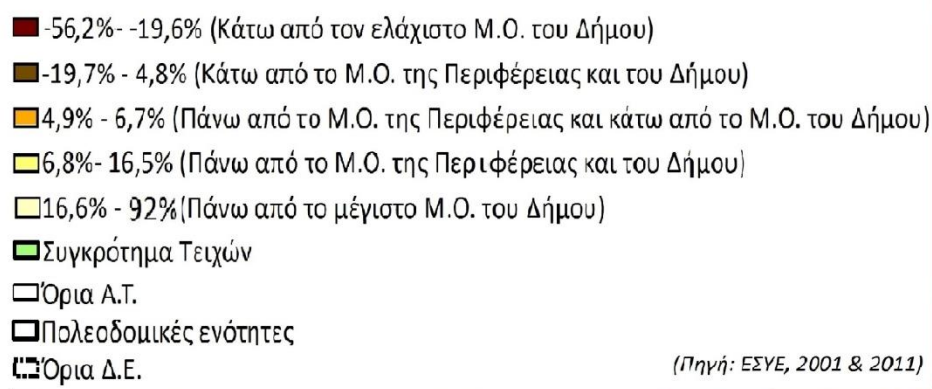 -56,2%- -19,6% (Κάτω από τον ελάχιστο Μ.Ο. του Δήμου)
-19,7% - 4,8% (Κάτω από το Μ.Ο. της Περιφέρειας και του Δήμου)
4,9% - 6,7% (Πάνω από το Μ.Ο. της Περιφέρειας και κάτω από το Μ.Ο. του Δήμου)
6,8%- 16,5% (Πάνω από το Μ.Ο. της Περιφέρειας και του Δήμου)
16,6% - 92%(Πάνω από το μέγιστο Μ.Ο. του Δήμου)
Συγκρότημα Τειχών
Όρια Α.Τ.
Πολεοδομικές ενότητες
Όρια Δ.Ε.
(Πηγή: ΕΣΥΕ, 2001 & 2011)